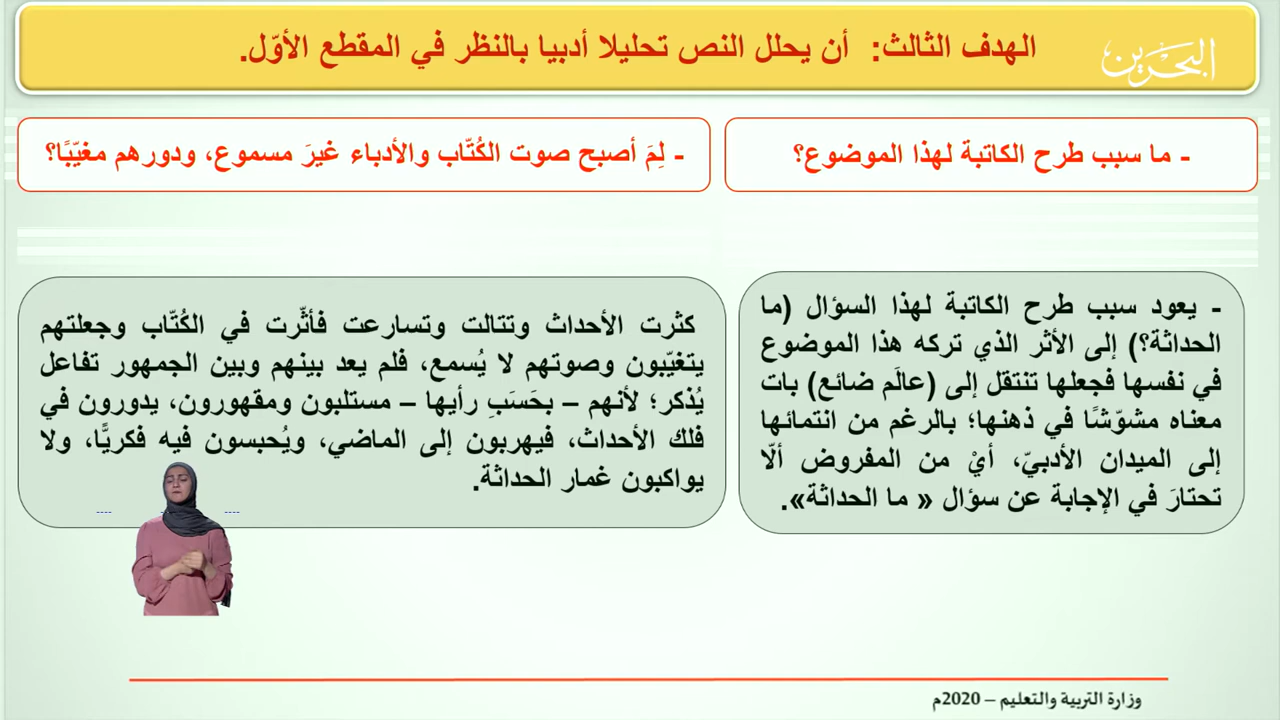 البحرين
الهدف الثالث: أن يحلل النص تحليلا أدبيا بالنظر في المقطع الأوّل.
- ما سبب طرح الكاتبة لهذا الموضوع؟
- لِمَ أصبح صوت الكُتّاب والأدباء غيرَ مسموع، ودورهم مغيّبًا؟
- يعود سبب طرح الكاتبة لهذا السؤال (ما
الحداثة؟) إلى الأثر الذي تركه هذا الموضوع
في نفسها فجعلها تنتقل إلى (عالَم ضائع) بات
معناه مشوّشًا في ذهنها؛ بالرغم من انتمائها
إلى الميدان الأدبيّ، أيْ من المفروض ألّا
تحتارَ في الإجابة عن سؤال « ما الحداثة».
كثرت الأحداث وتتالت وتسارعت فأثّرت في الكُتّاب وجعلتهم
يتغيّبون وصوتهم لا يُسمع، فلم يعد بينهم وبين الجمهور تفاعل
يُذكر؛ لأنهم – بحَسَبِ رأيها – مستلبون ومقهورون، يدورون في
فلك الأحداث، فيهربون إلى الماضي، ويُحبسون فيه فكريًّا، ولا
يواكبون غمار الحداثة.
وزارة التربية والتعليم – 2020م